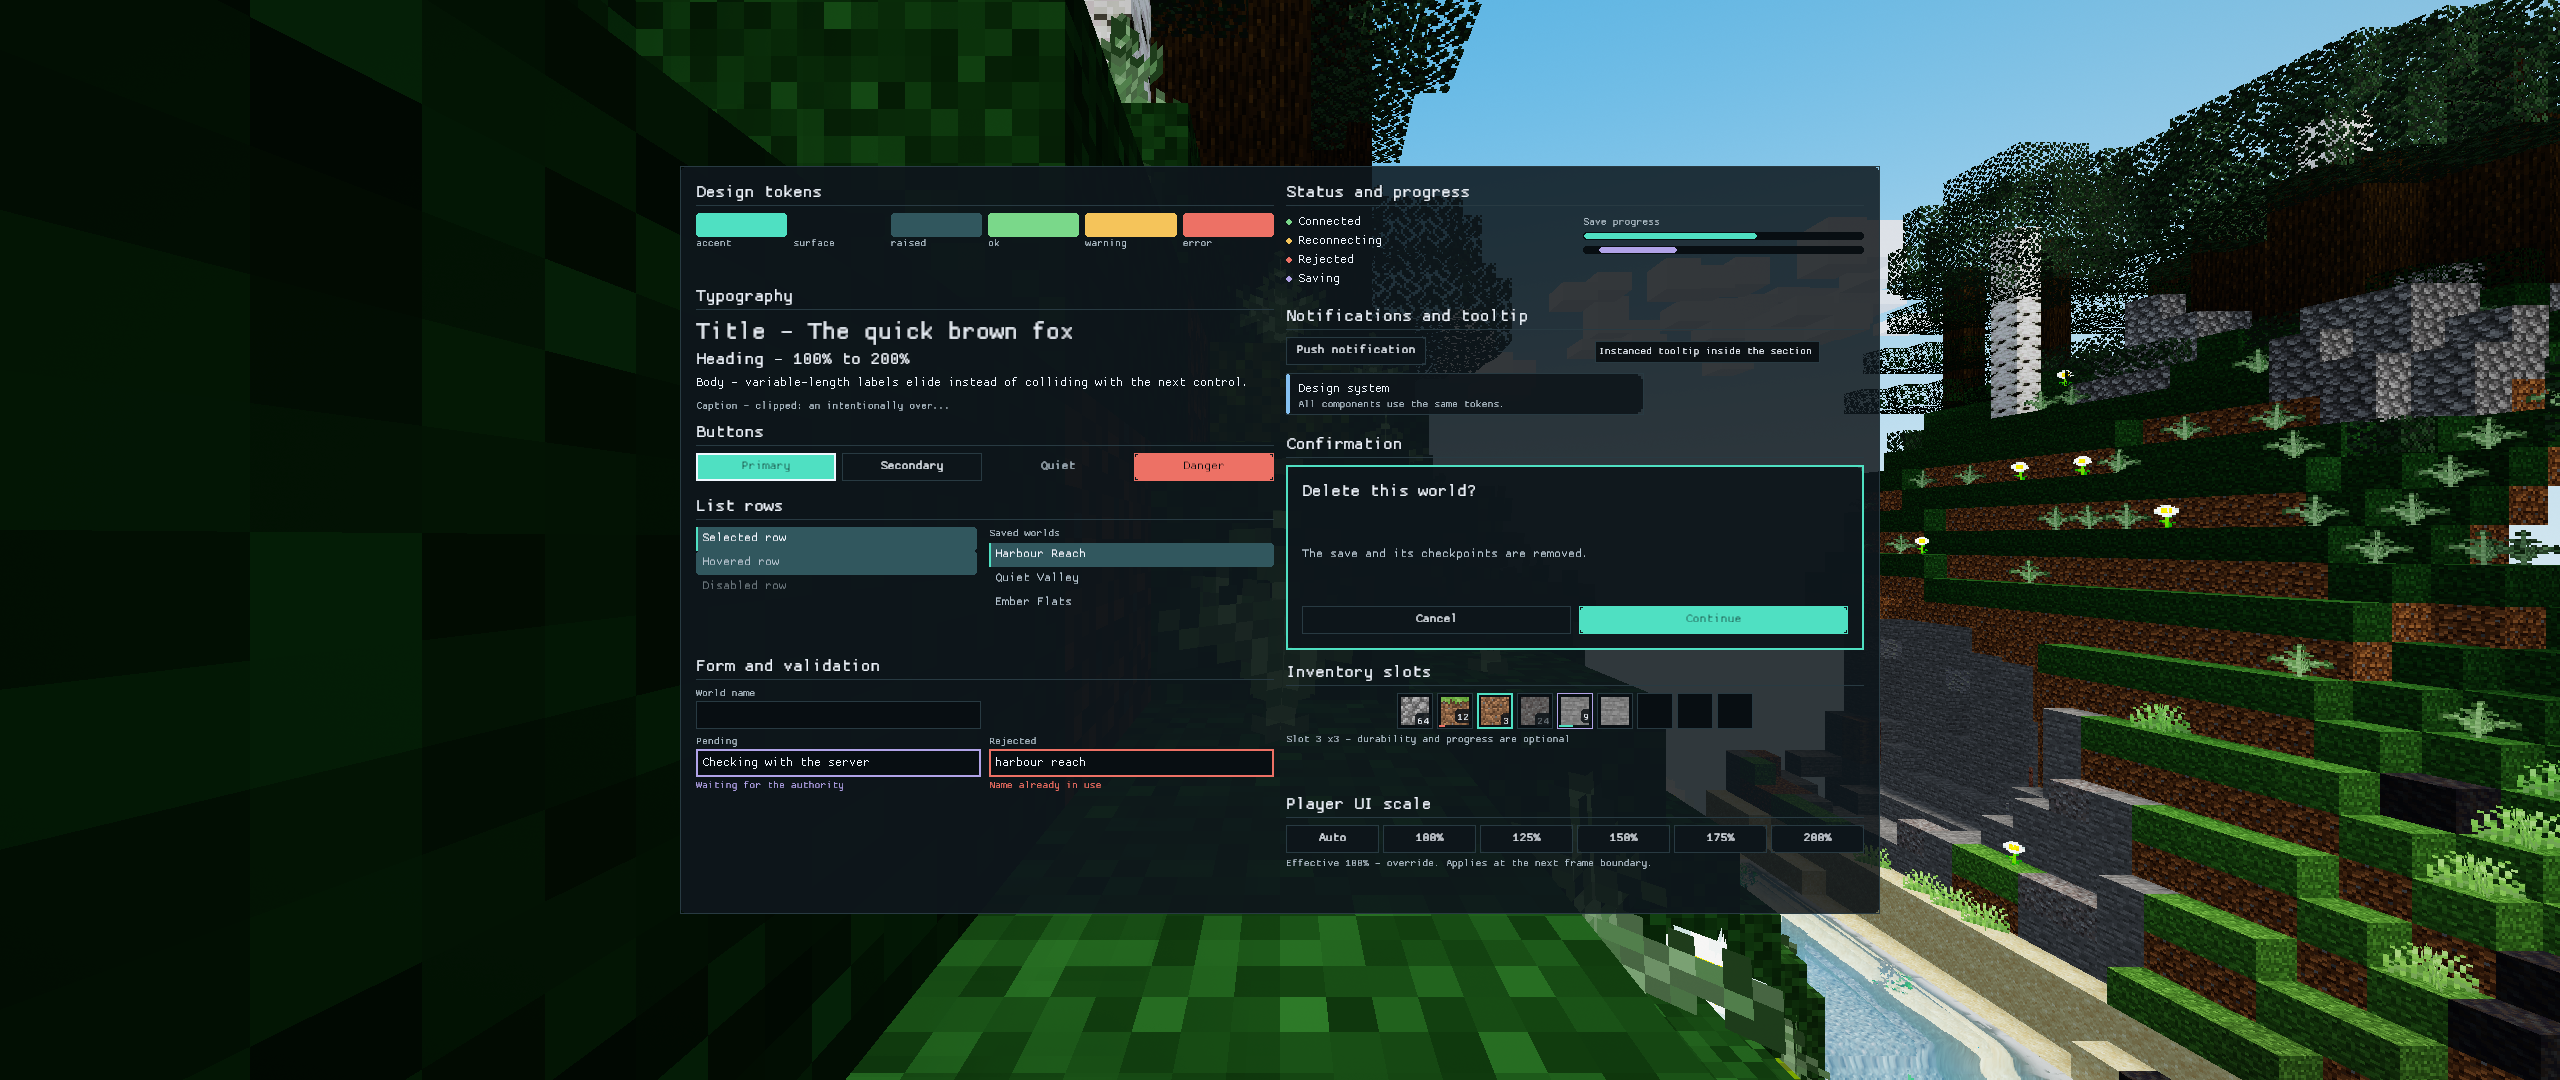 Design tokens
accent
surface
raised
ok
warning
error
Typography
Title - The quick brown fox
Heading - 100% to 200%
Body - variable-length labels elide instead of colliding with the next control.
Caption - clipped: an intentionally over...
Buttons
Primary
Secondary
Quiet
Danger
List rows
Selected row
Hovered row
Disabled row
Saved worlds
Harbour Reach
Quiet Valley
Ember Flats
Form and validation
World name
Pending
Checking with the server
Waiting for the authority
Rejected
harbour reach
Name already in use
Status and progress
Connected
Reconnecting
Rejected
Saving
Save progress
Notifications and tooltip
Push notification
Instanced tooltip inside the section
Design system
All components use the same tokens.
Confirmation
Delete this world?
The save and its checkpoints are removed.
Cancel
Continue
Inventory slots
64
12
3
24
9
Slot 3 x3 - durability and progress are optional
Player UI scale
Auto
100%
125%
150%
175%
200%
Effective 100% - override. Applies at the next frame boundary.